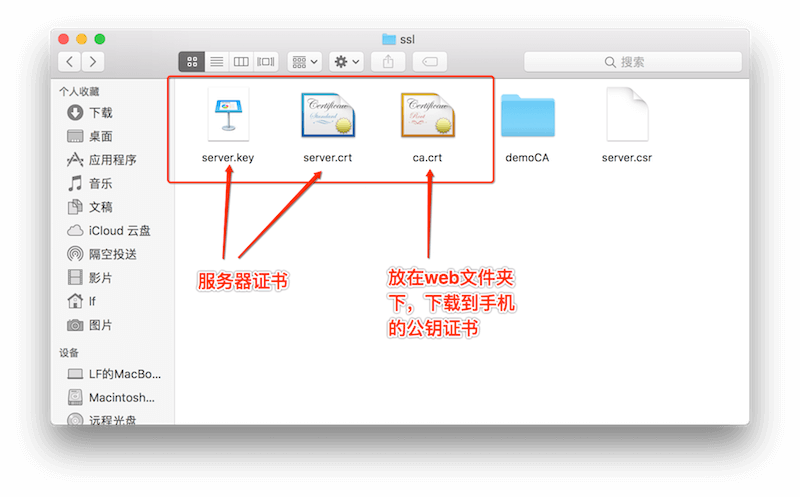 ssl
搜索
个人收藏
下载
桌面
应用程序
音乐
文稿
iCloud 云盘
隔空投送
影片
lf
图片
设备
LF的MacBo...
Macintosh...
远程光盘
server.key
server.crt
ca.crt
demoCA
server.csr
Certificate
Standard
Certificate
Root
服务器证书
放在web文件夹
下，下载到手机
的公钥证书